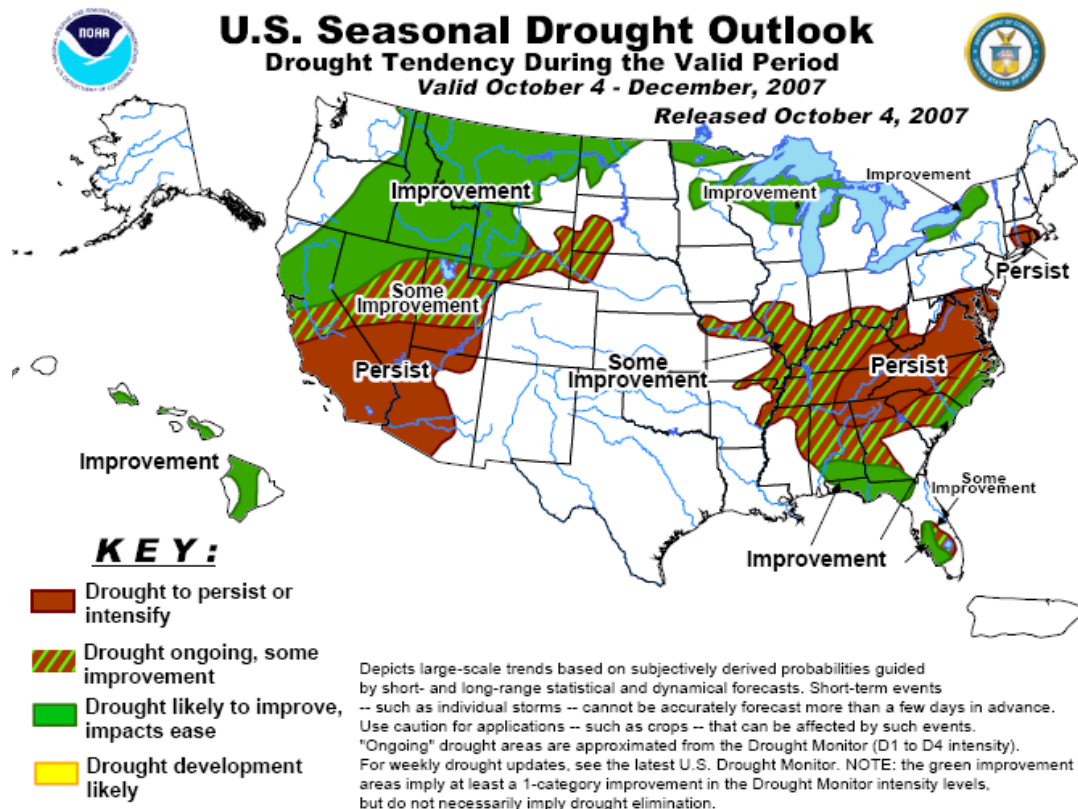 NOAA
U.S. Seasonal Drought Outlook
Drought Tendency During the Valid Period
Valid October 4 - December, 2007
Released October 4, 2007
Improvement
Improvement
Improvement
Persist
Some
Improvement
Persist
Some
Improvement
Persist
Improvement
Some
Improvement
Improvement
KEY:
Drought to persist or
intensify
Drought ongoing, some
improvement
Drought likely to improve,
impacts ease
Drought development
likely
Depicts large-scale trends based on subjectively derived probabilities guided
by short- and long-range statistical and dynamical forecasts. Short-term events
-- such as individual storms -- cannot be accurately forecast more than a few days in advance.
Use caution for applications -- such as crops -- that can be affected by such events.
"Ongoing" drought areas are approximated from the Drought Monitor (D1 to D4 intensity).
For weekly drought updates, see the latest U.S. Drought Monitor. NOTE: the green improvement
areas imply at least a 1-category improvement in the Drought Monitor intensity levels,
but do not necessarily imply drought elimination.